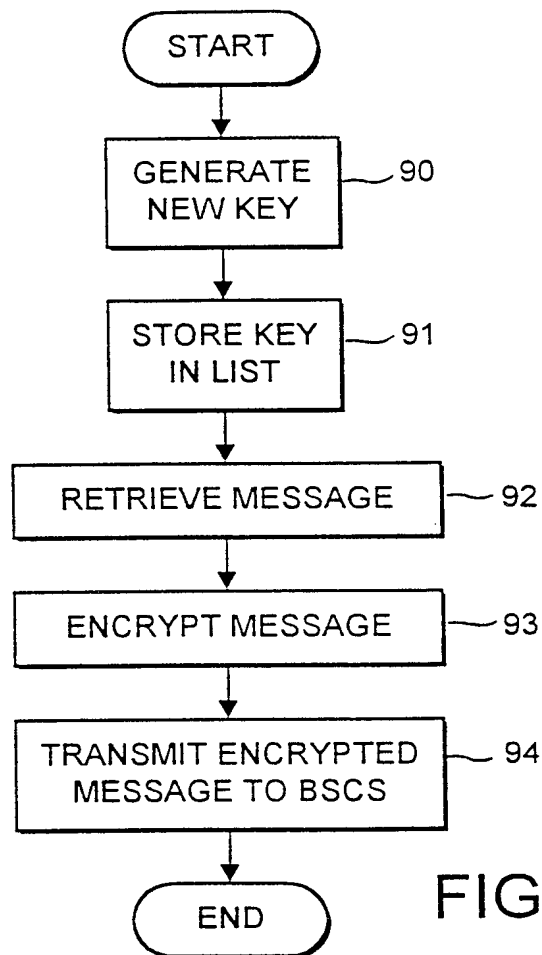 START
GENERATE
NEW KEY
90
STORE KEY
IN LIST
91
RETRIEVE MESSAGE
92
ENCRYPT MESSAGE
93
TRANSMIT ENCRYPTED
MESSAGE TO BSCS
94
END
FIG